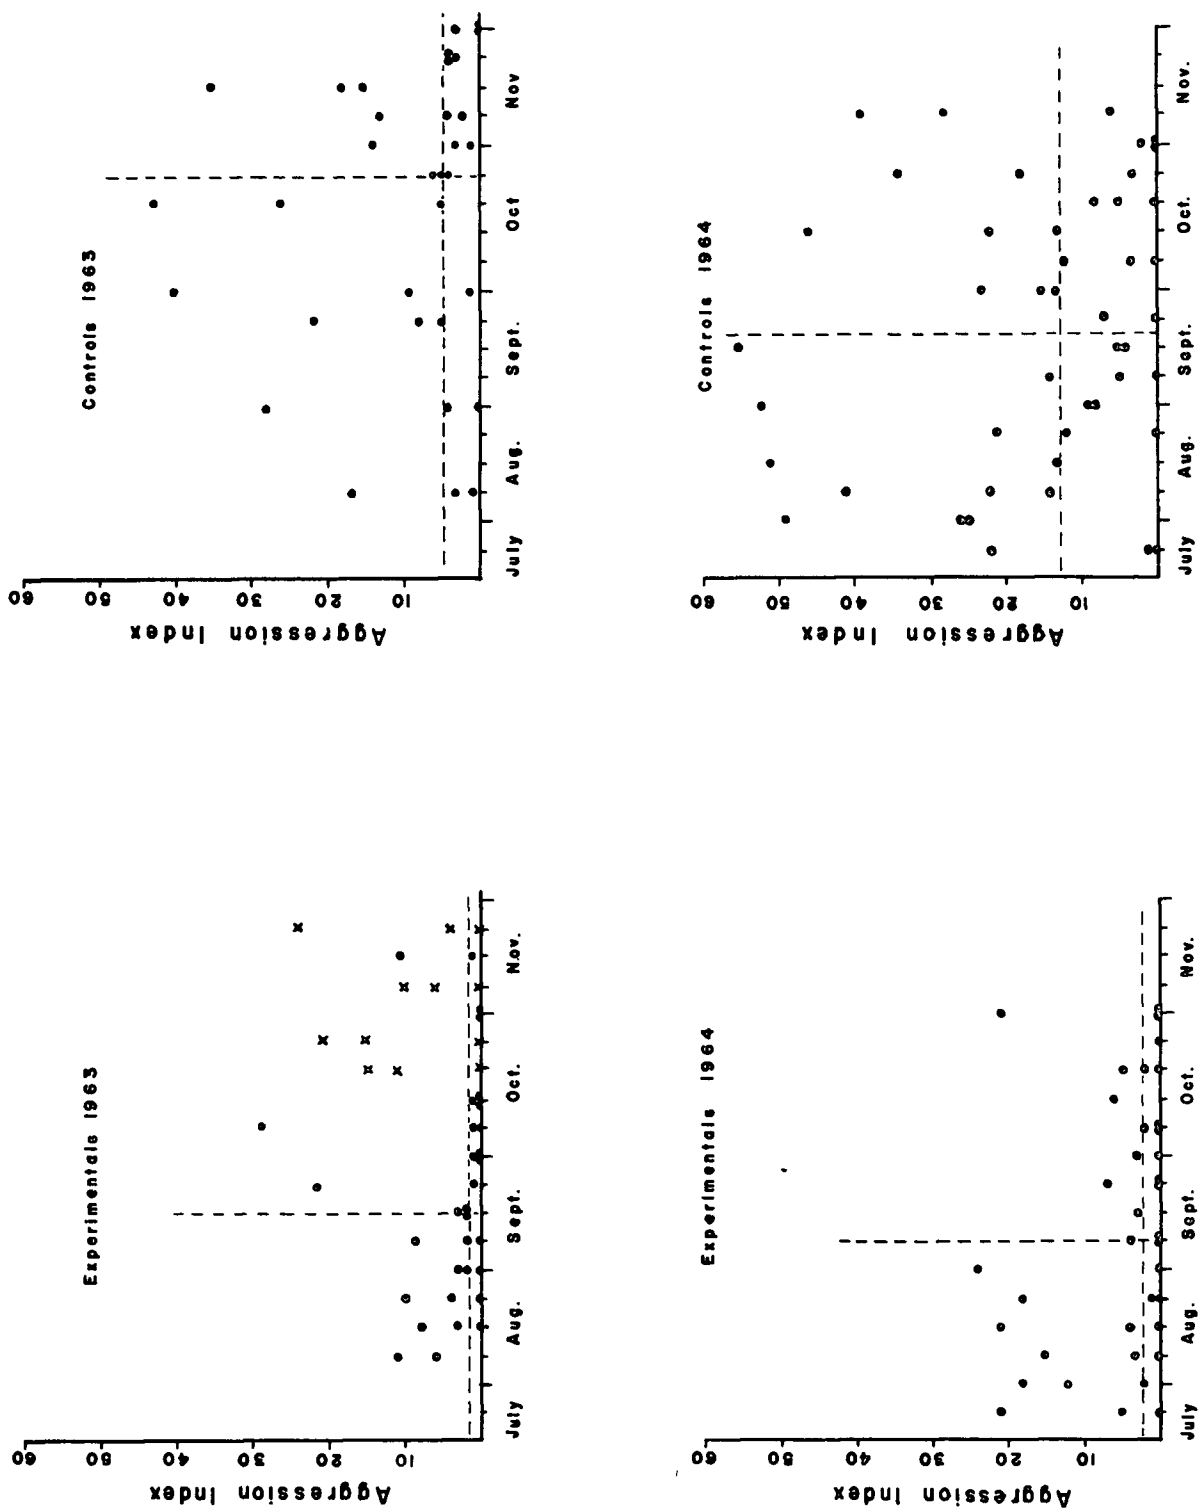 Experimentals 1963
Aggression Index
60
50
40
30
20
10
July Aug. Sept. Oct. Nov.
Controls 1963
Aggression Index
60
50
40
30
20
10
July Aug. Sept. Oct Nov
Experimentals 1964
Aggression Index
60
50
40
30
20
10
July Aug. Sept. Oct. Nov.
Controls 1964
Aggression Index
60
50
40
30
20
10
July Aug. Sept. Oct. Nov.